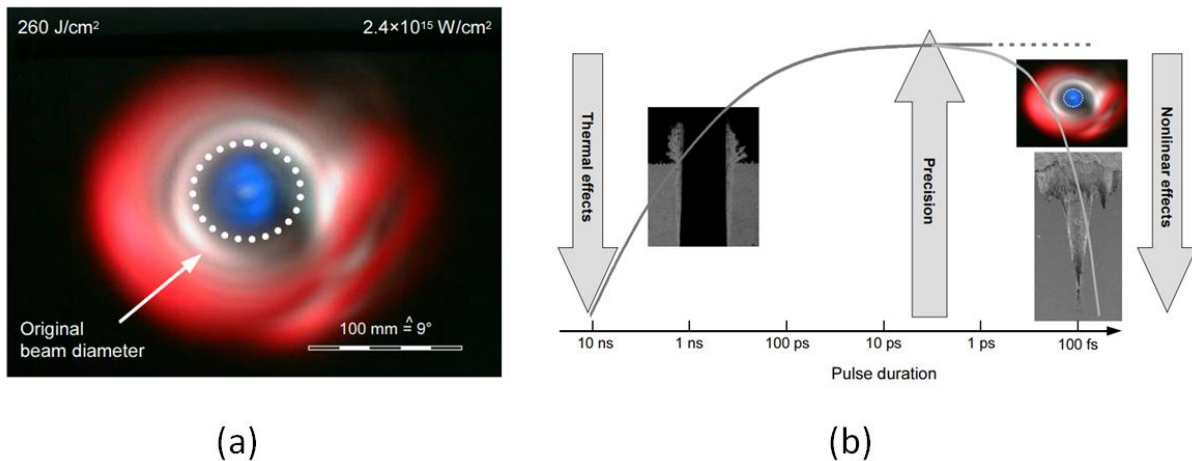 260 J/cm²
2.4×10¹⁵ W/cm²
Original
beam diameter
100 mm ≙ 9°
(a)
Thermal effects
Precision
Nonlinear effects
10 ns
1 ns
100 ps
10 ps
1 ps
100 fs
Pulse duration
(b)